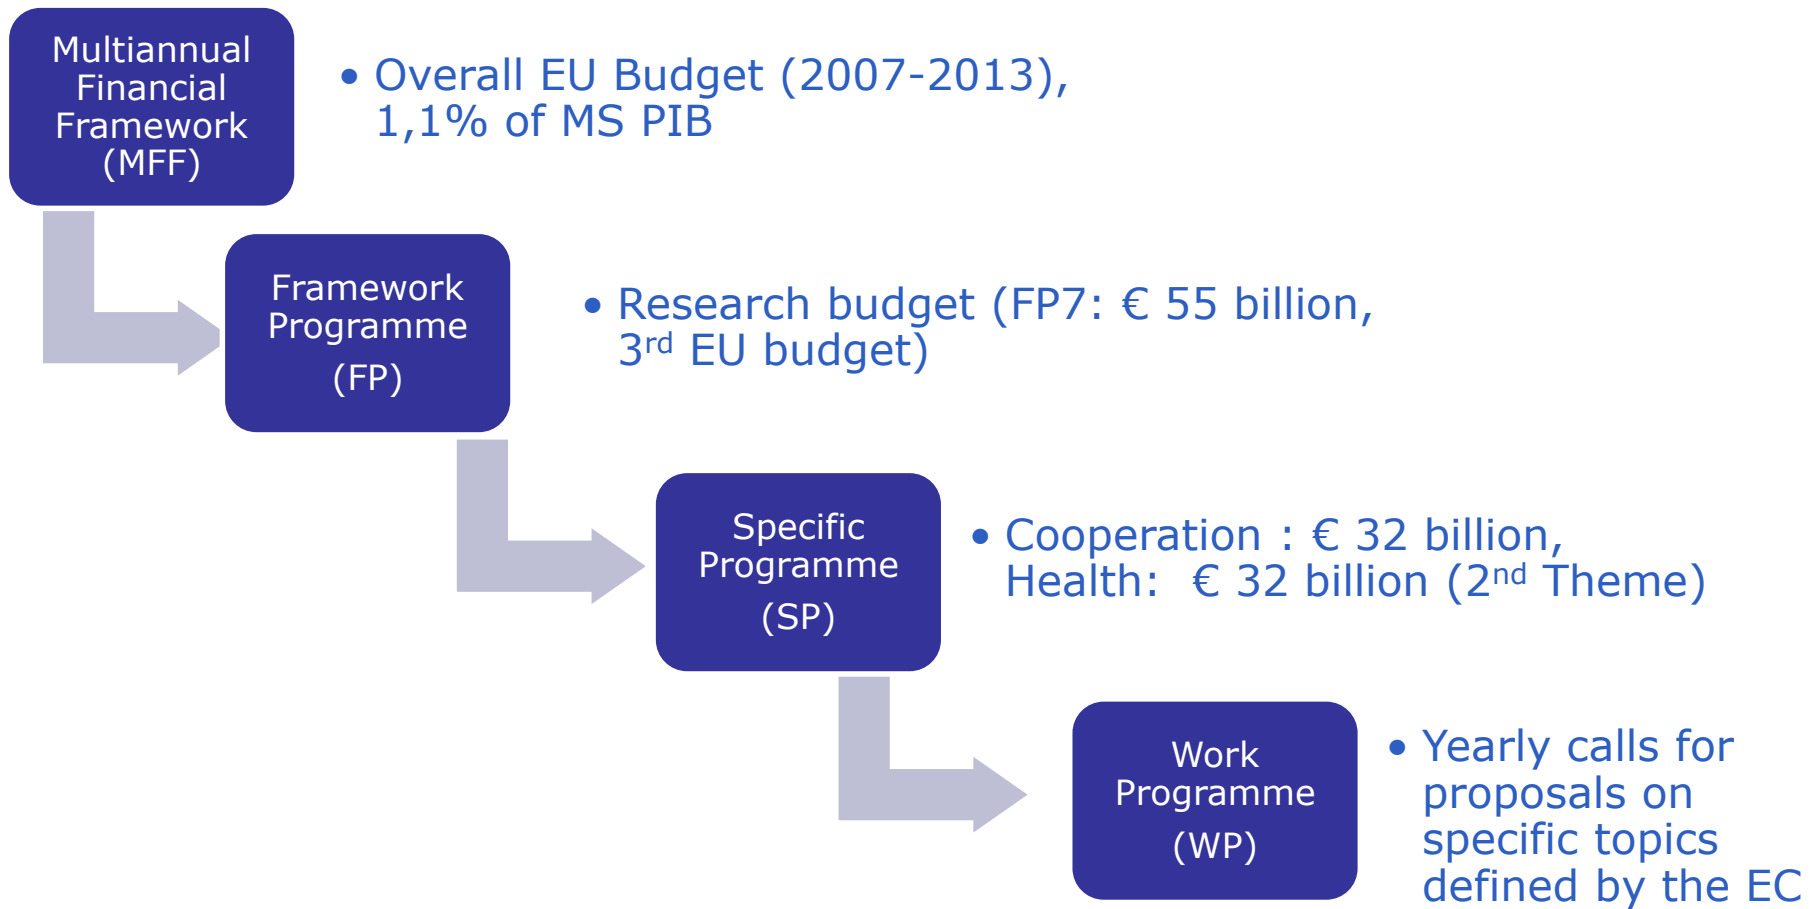 Multiannual
Financial
Framework
(MFF)
• Overall EU Budget (2007-2013),
1,1% of MS PIB
Framework
Programme
(FP)
• Research budget (FP7: € 55 billion,
3rd EU budget)
Specific
Programme
(SP)
• Cooperation : € 32 billion,
Health: € 32 billion (2nd Theme)
Work
Programme
(WP)
• Yearly calls for
proposals on
specific topics
defined by the EC